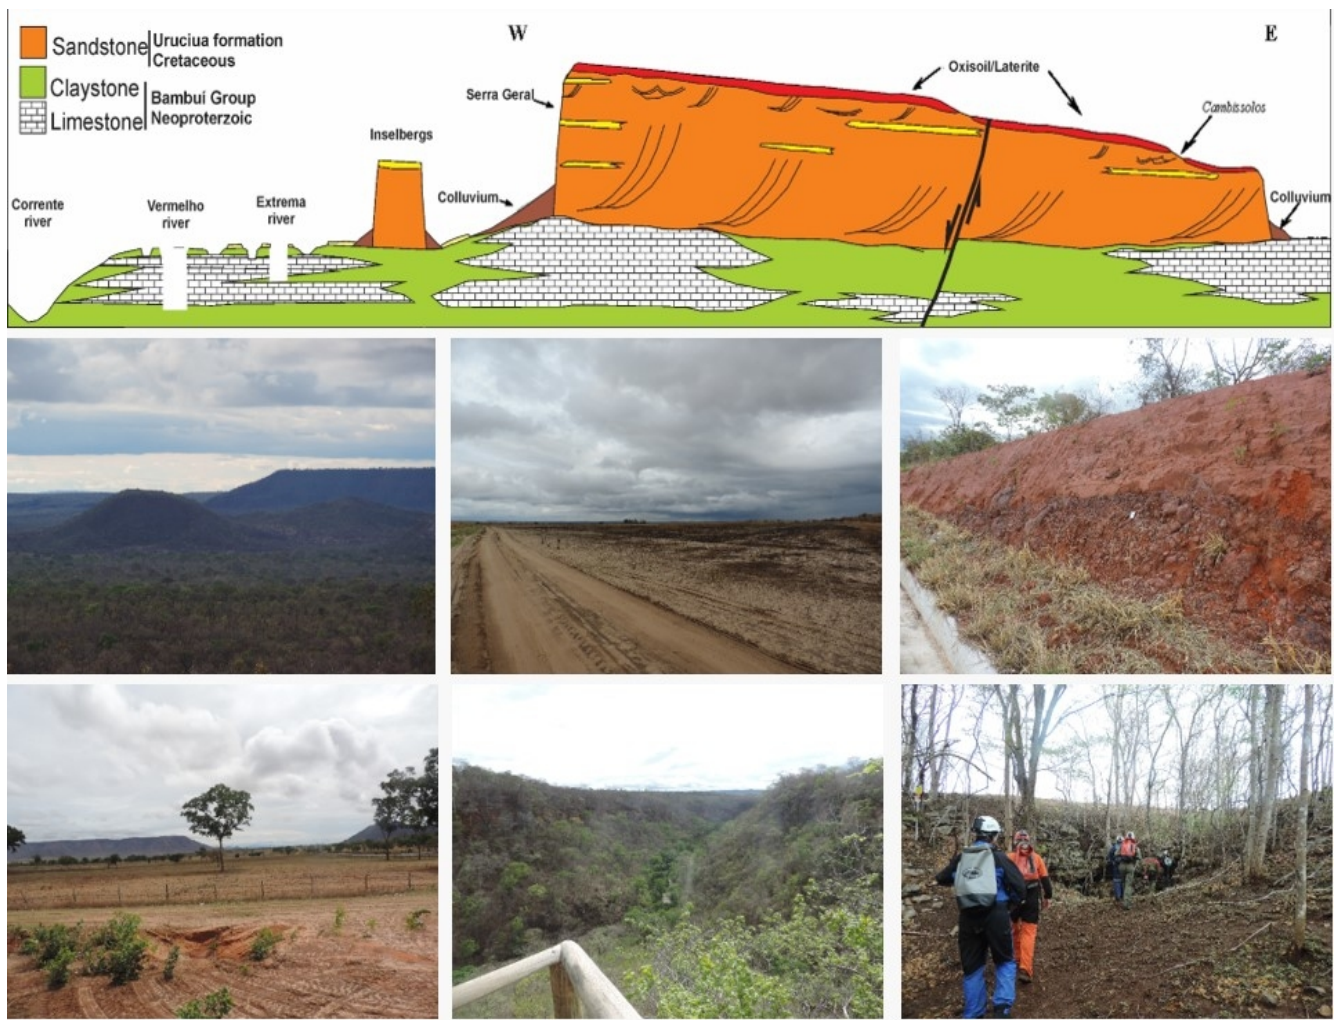 W
E
Sandstone
Uruciua formation
Cretaceous
Claystone
Limestone
Bambuí Group
Neoproterzoic
Serra Geral
Oxisoil/Laterite
Cambissolos
Inselbergs
Colluvium
Colluvium
Corrente
river
Vermelho
river
Extrema
river